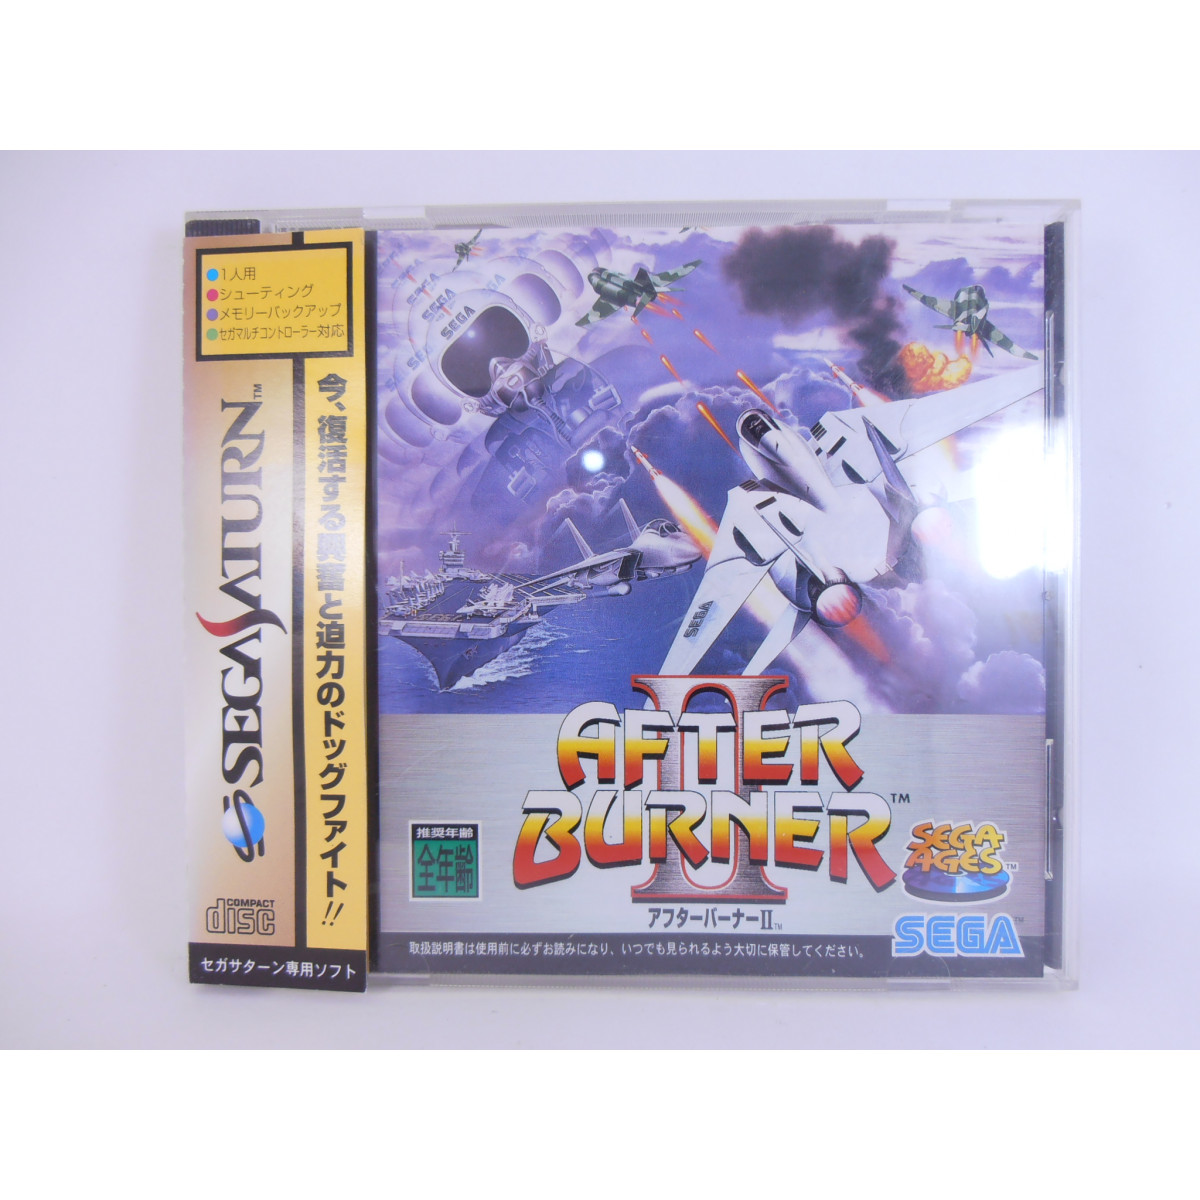 ●1人用
●シューティング
●メモリーバックアップ
●セガマルチコントローラー対応
今、復活する興奮と迫力のドッグファイト!!
SEGA SATURN™
COMPACT
disc
セガサターン専用ソフト
SEGA
SEGA
SEGA
SEGA
SEGA
AFTER
BURNER™
II
アフターバーナーII™
推奨年齢
全年齢
SEGA
AGES™
SEGA™
取扱説明書は使用前に必ずお読みになり、いつでも見られるよう大切に保管してください。